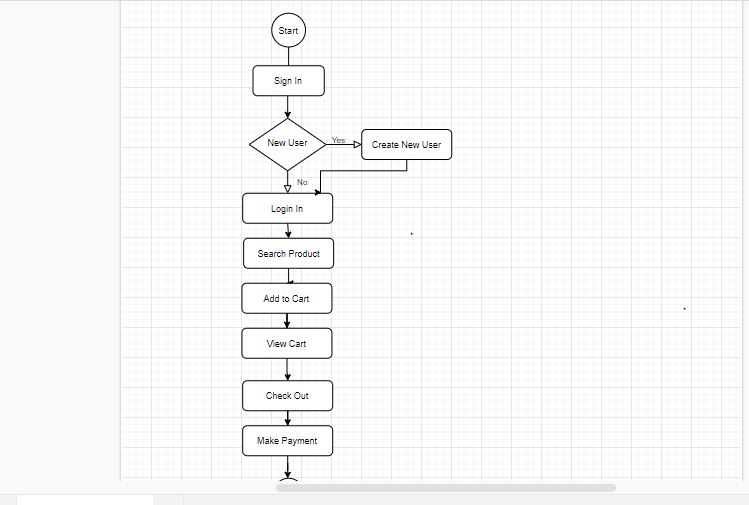 Start
Sign In
New User
Yes
Create New User
No
Login In
Search Product
Add to Cart
View Cart
Check Out
Make Payment